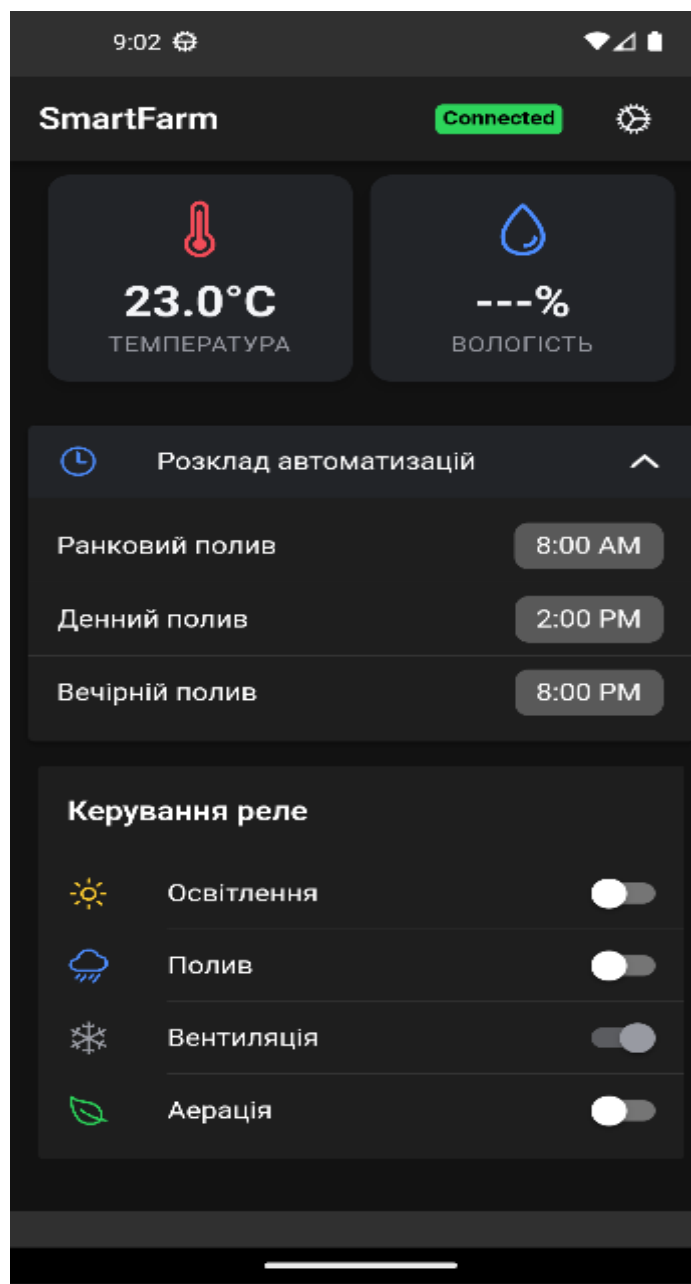 9:02
SmartFarm Connected
23.0°C
ТЕМПЕРАТУРА
---%
ВОЛОГІСТЬ
Розклад автоматизацій
Ранковий полив 8:00 AM
Денний полив 2:00 PM
Вечірній полив 8:00 PM
Керування реле
Освітлення
Полив
Вентиляція
Аерація